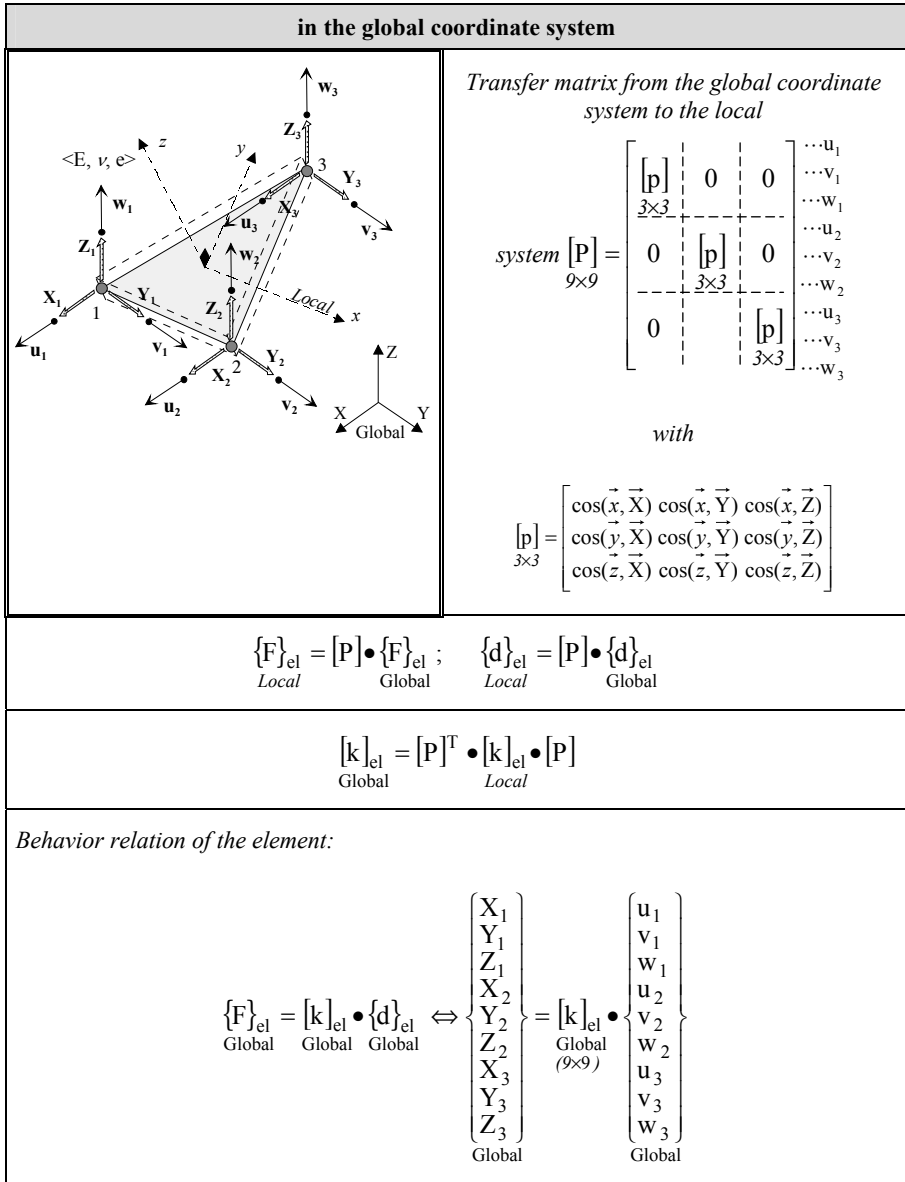 in the global coordinate system
w₃
Z₃
z
y
<E, ν, e>
3
Y₃
X₃
w₁
u₃
v₃
Z₁
w₂
X₁
Y₁
Z₂
Local
x
1
u₁
v₁
2
Y₂
X₂
Z
u₂
v₂
X
Y
Global
Transfer matrix from the global coordinate
system to the local
system [P] 9×9 =
[p] 3×3 0 0
0 [p] 3×3 0
0 [p] 3×3
···u₁
···v₁
···w₁
···u₂
···v₂
···w₂
···u₃
···v₃
···w₃
with
[p] 3×3 =
cos(x⃗, X⃗) cos(x⃗, Y⃗) cos(x⃗, Z⃗)
cos(y⃗, X⃗) cos(y⃗, Y⃗) cos(y⃗, Z⃗)
cos(z⃗, X⃗) cos(z⃗, Y⃗) cos(z⃗, Z⃗)
{F}el = [P]•{F}el ; {d}el = [P]•{d}el
Local Global Local Global
[k]el = [P]ᵀ •[k]el •[P]
Global Local
Behavior relation of the element:
{F}el = [k]el •{d}el ⇔
Global Global Global
X₁
Y₁
Z₁
X₂
Y₂
Z₂
X₃
Y₃
Z₃
Global
= [k]el •
Global
(9×9)
u₁
v₁
w₁
u₂
v₂
w₂
u₃
v₃
w₃
Global